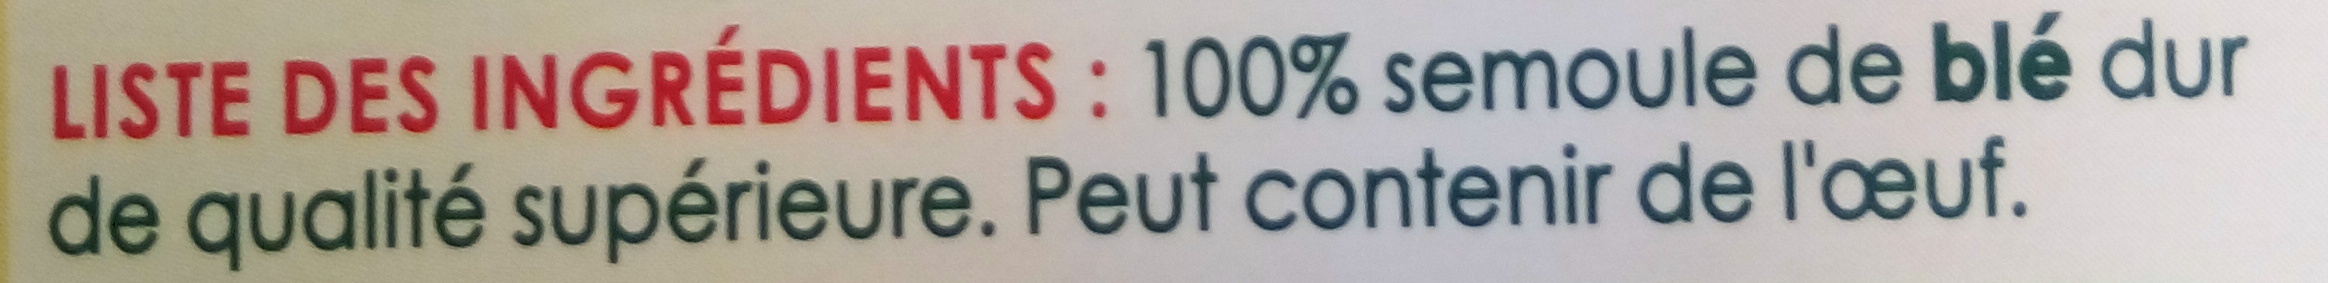 LISTE DES INGRÉDIENTS : 100% semoule de blé dur
de qualité supérieure. Peut contenir de l'œuf.